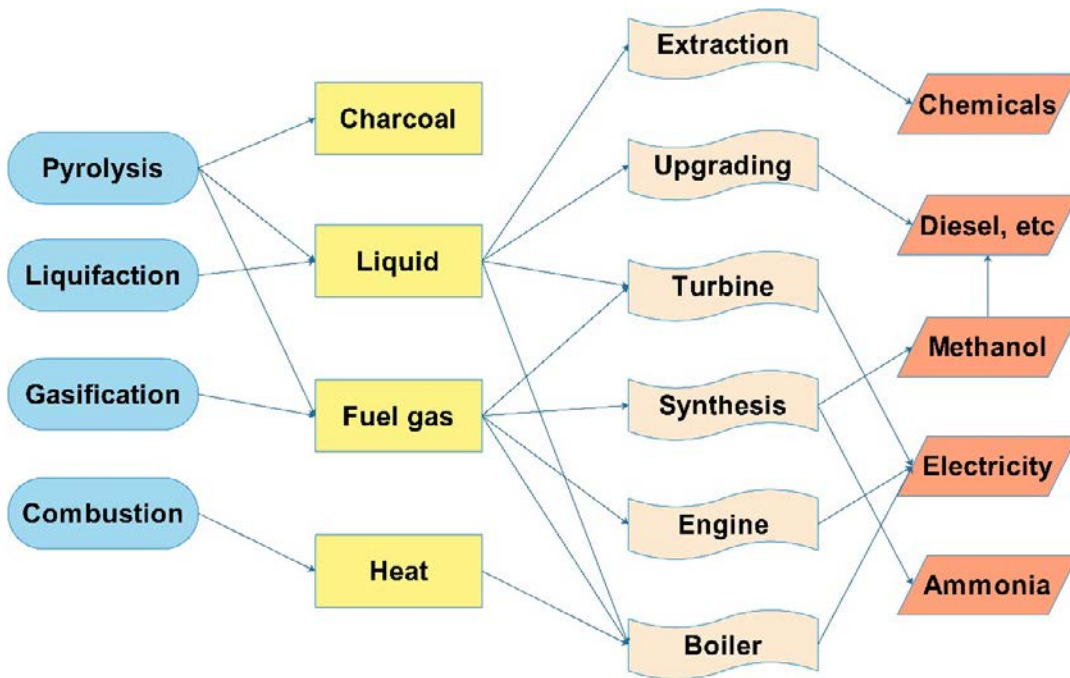 Pyrolysis
Liquifaction
Gasification
Combustion
Charcoal
Liquid
Fuel gas
Heat
Extraction
Upgrading
Turbine
Synthesis
Engine
Boiler
Chemicals
Diesel, etc
Methanol
Electricity
Ammonia